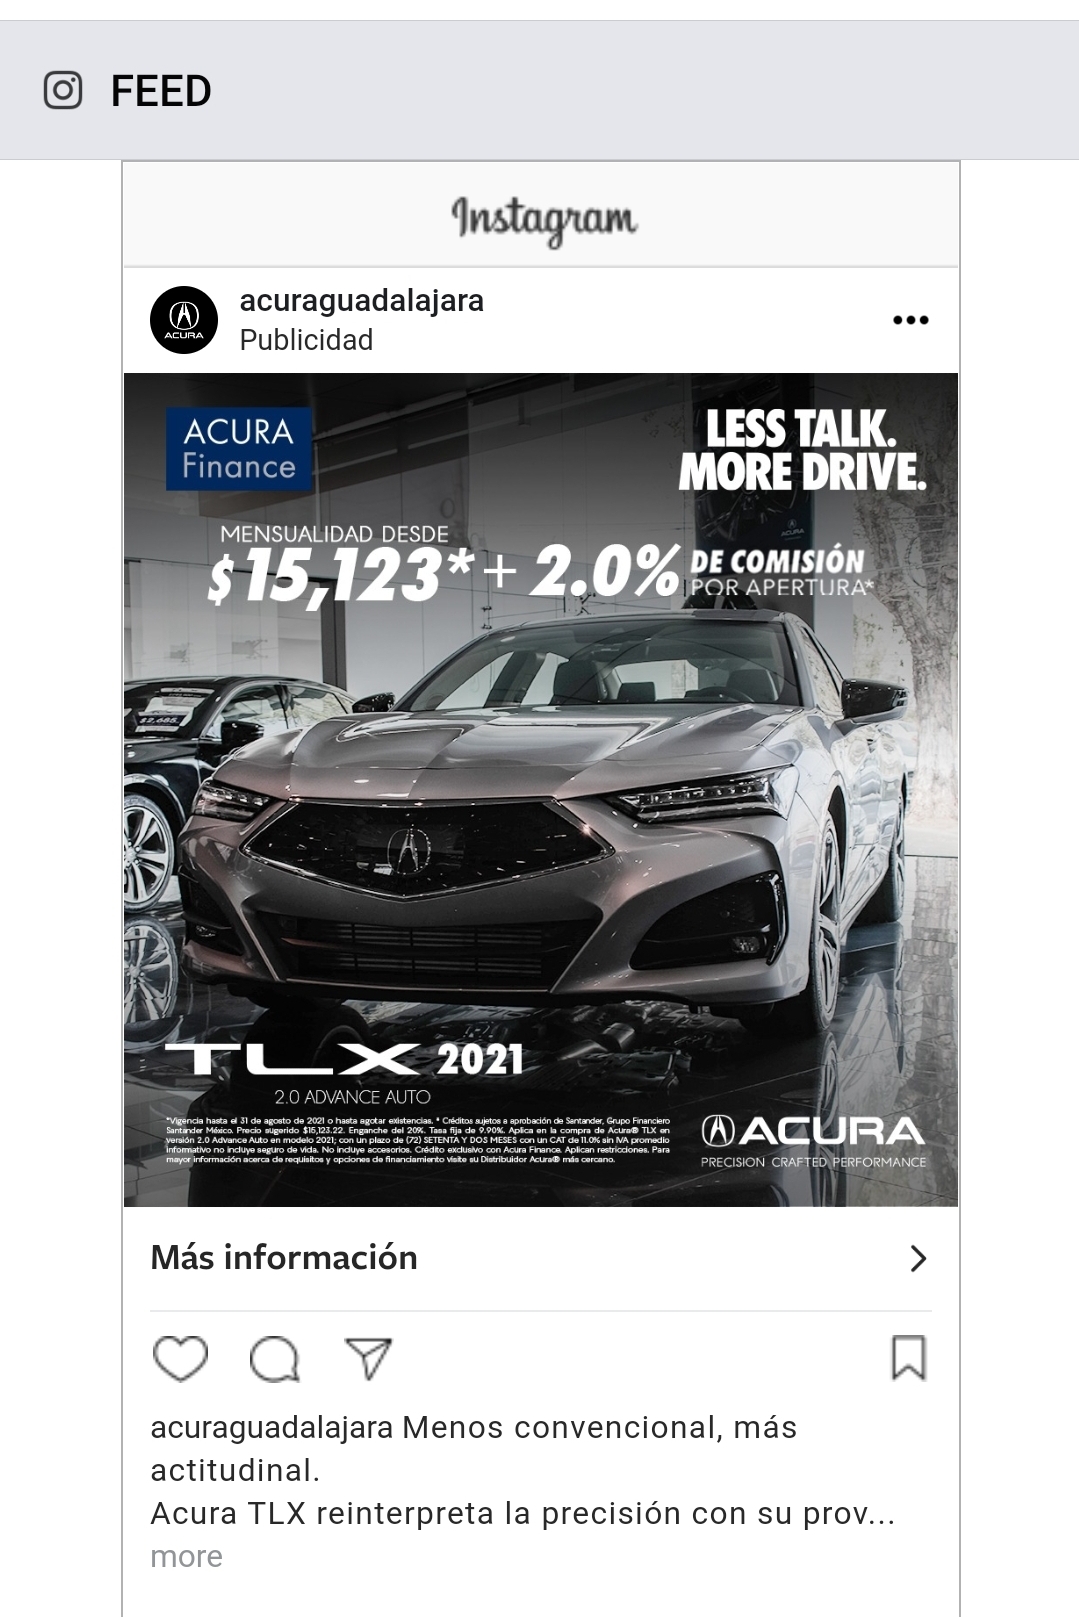 FEED
Instagram
acuraguadalajara
Publicidad
ACURA
Finance
LESS TALK.
MORE DRIVE.
MENSUALIDAD DESDE
$15,123* + 2.0% DE COMISIÓN
POR APERTURA*
ACURA
$2,685.
TLX 2021
2.0 ADVANCE AUTO
*Vigencia hasta el 31 de agosto de 2021 o hasta agotar existencias. * Créditos sujetos a aprobación de Santander, Grupo Financiero
Santander México. Precio sugerido $15,123.22. Enganche del 20%. Tasa fija de 9.90%. Aplica en la compra de Acura® TLX en
versión 2.0 Advance Auto en modelo 2021; con un plazo de (72) SETENTA Y DOS MESES con un CAT de 11.0% sin IVA promedio
informativo no incluye seguro de vida. No incluye accesorios. Crédito exclusivo con Acura Finance. Aplican restricciones. Para
mayor información acerca de requisitos y opciones de financiamiento visite su Distribuidor Acura® más cercano.
ACURA
PRECISION CRAFTED PERFORMANCE
Más información
acuraguadalajara Menos convencional, más
actitudinal.
Acura TLX reinterpreta la precisión con su prov...
more